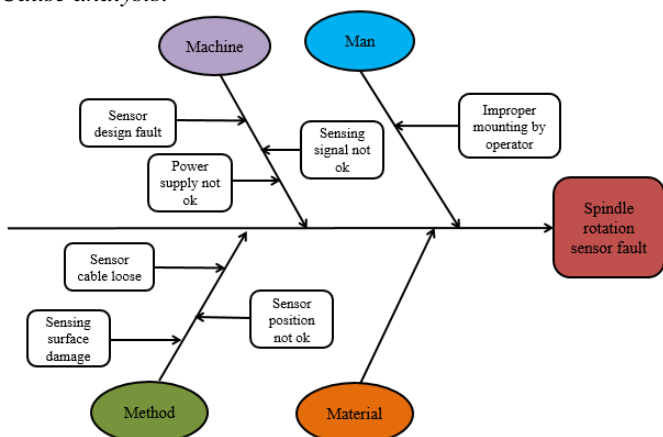 Cause analysis:
Machine
Man
Sensor
design fault
Sensing
signal not
ok
Improper
mounting by
operator
Power
supply not
ok
Spindle
rotation
sensor fault
Sensor
cable loose
Sensor
position
not ok
Sensing
surface
damage
Method
Material